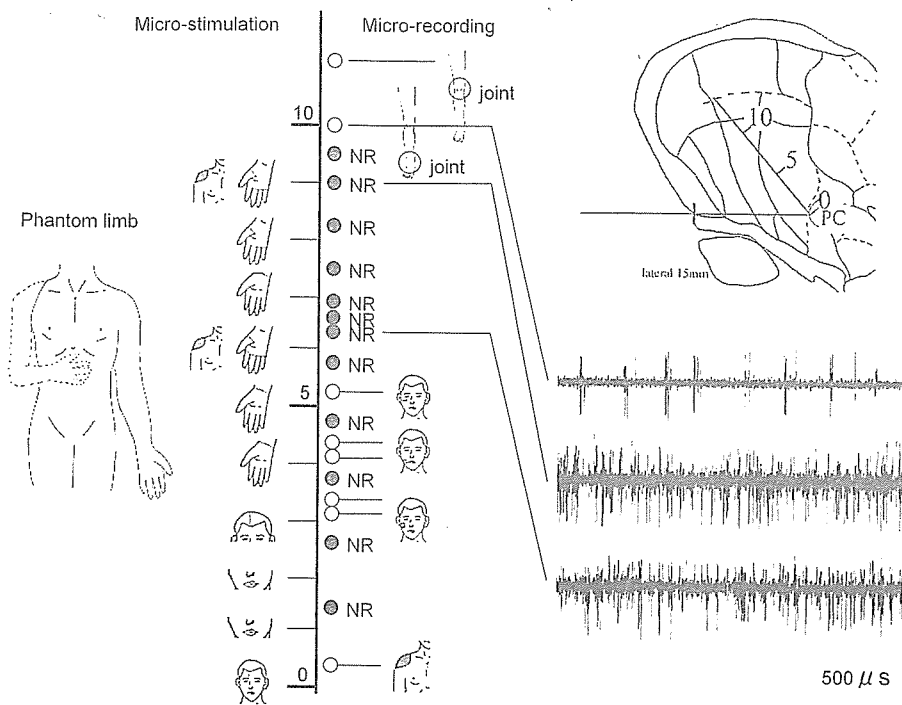 Micro-stimulation
Micro-recording
joint
joint
10
NR
NR
NR
NR
NR
NR
NR
NR
5
NR
NR
NR
NR
0
Phantom limb
10
5
0
PC
lateral 15mm
500 μ s